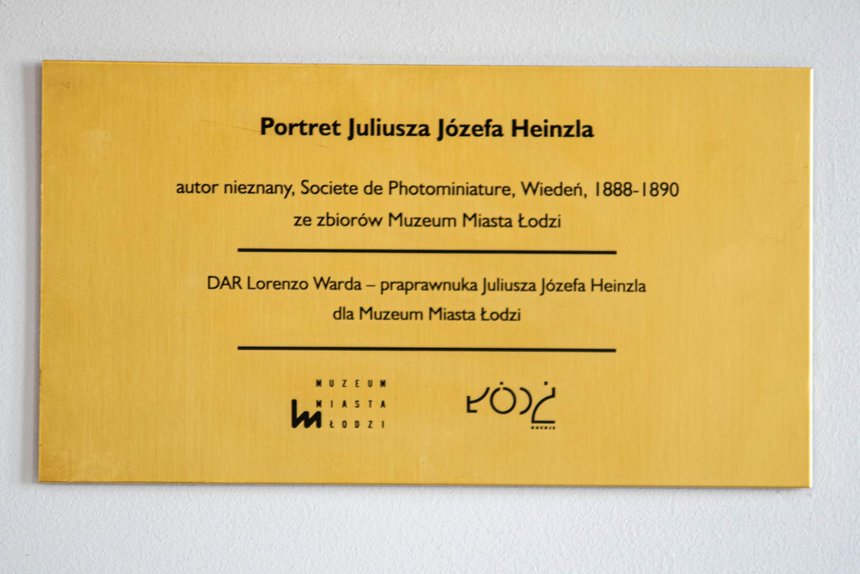 Portret Juliusza Józefa Heinzla
autor nieznany, Societe de Photominiature, Wiedeń, 1888-1890
ze zbiorów Muzeum Miasta Łodzi
DAR Lorenzo Warda – praprawnuka Juliusza Józefa Heinzla
dla Muzeum Miasta Łodzi
MUZEUM
MIASTA
ŁODZI
ŁÓDŹ